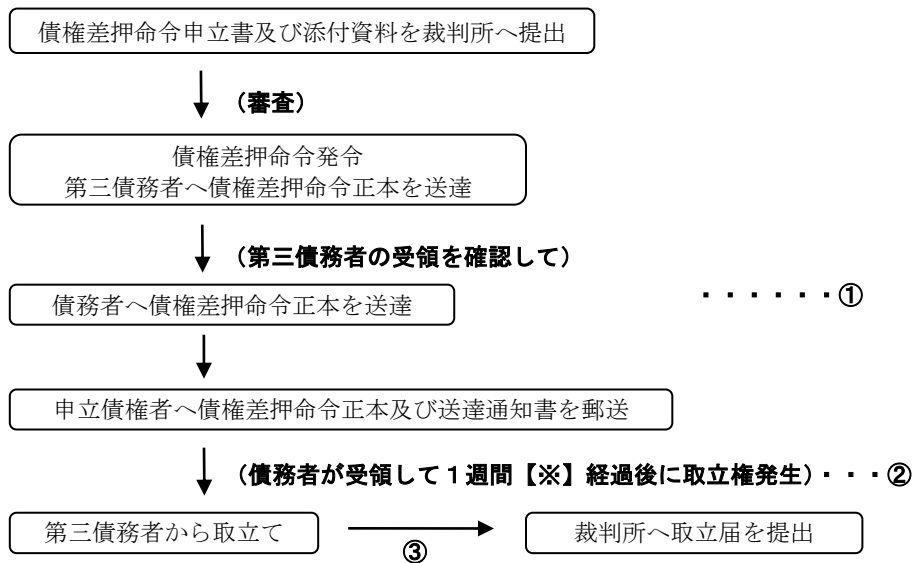 債権差押命令申立書及び添付資料を裁判所へ提出
（審査）
債権差押命令発令
第三債務者へ債権差押命令正本を送達
（第三債務者の受領を確認して）
債務者へ債権差押命令正本を送達
・・・・・・①
申立債権者へ債権差押命令正本及び送達通知書を郵送
（債務者が受領して１週間【※】経過後に取立権発生）・・・②
第三債務者から取立て
③
裁判所へ取立届を提出